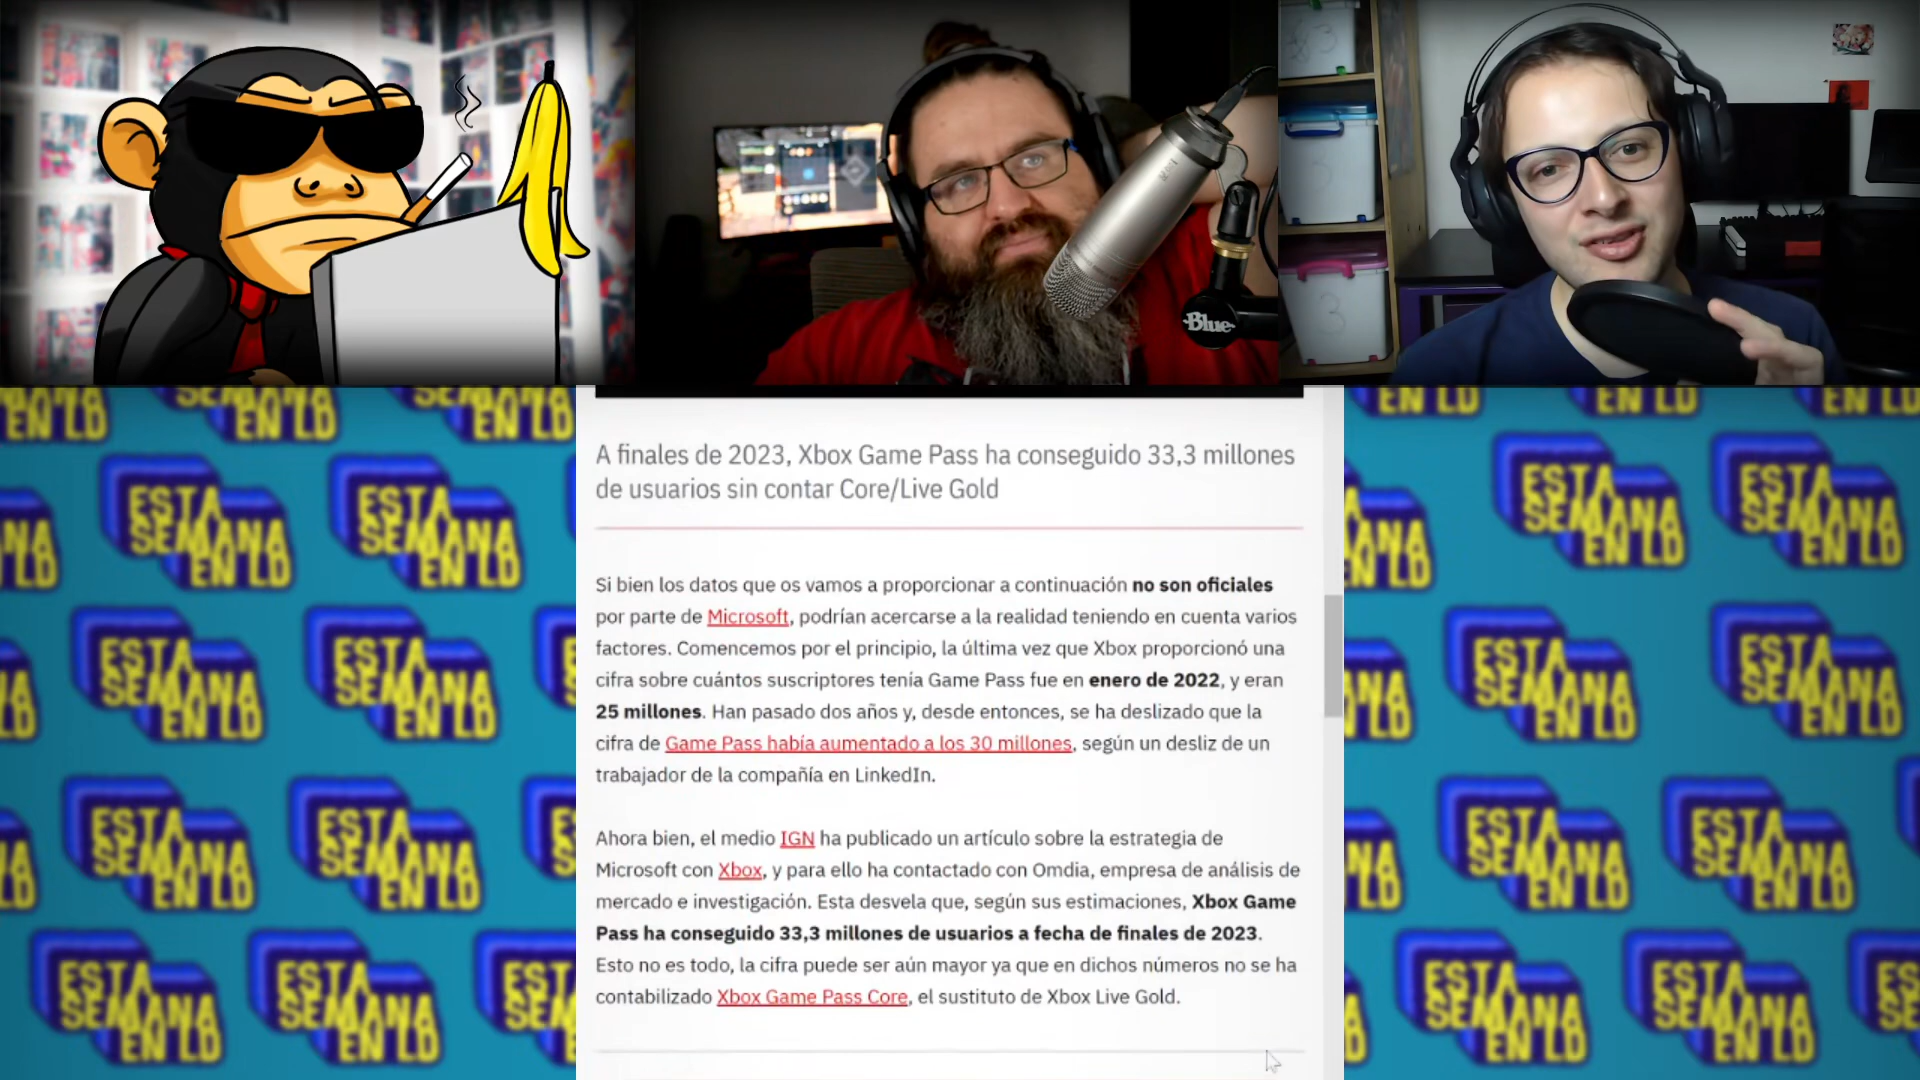 Blue
A finales de 2023, Xbox Game Pass ha conseguido 33,3 millones
de usuarios sin contar Core/Live Gold
Si bien los datos que os vamos a proporcionar a continuación no son oficiales
por parte de Microsoft, podrían acercarse a la realidad teniendo en cuenta varios
factores. Comencemos por el principio, la última vez que Xbox proporcionó una
cifra sobre cuántos suscriptores tenía Game Pass fue en enero de 2022, y eran
25 millones. Han pasado dos años y, desde entonces, se ha deslizado que la
cifra de Game Pass había aumentado a los 30 millones, según un desliz de un
trabajador de la compañía en LinkedIn.
Ahora bien, el medio IGN ha publicado un artículo sobre la estrategia de
Microsoft con Xbox, y para ello ha contactado con Omdia, empresa de análisis de
mercado e investigación. Esta desvela que, según sus estimaciones, Xbox Game
Pass ha conseguido 33,3 millones de usuarios a fecha de finales de 2023.
Esto no es todo, la cifra puede ser aún mayor ya que en dichos números no se ha
contabilizado Xbox Game Pass Core, el sustituto de Xbox Live Gold.
ESTA
SEMANA
EN LD